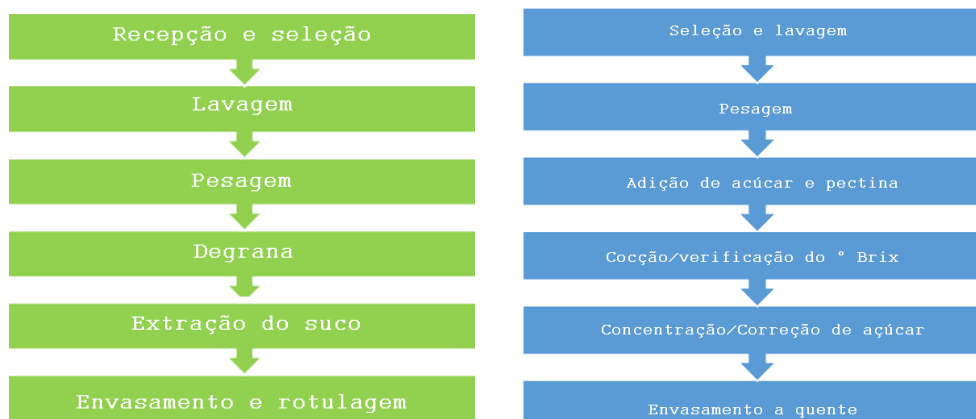 Recepção e seleção
Lavagem
Pesagem
Degrana
Extração do suco
Envasamento e rotulagem
Seleção e lavagem
Pesagem
Adição de acúcar e pectina
Cocção/verificação do ° Brix
Concentração/Correção de açúcar
Envasamento a quente